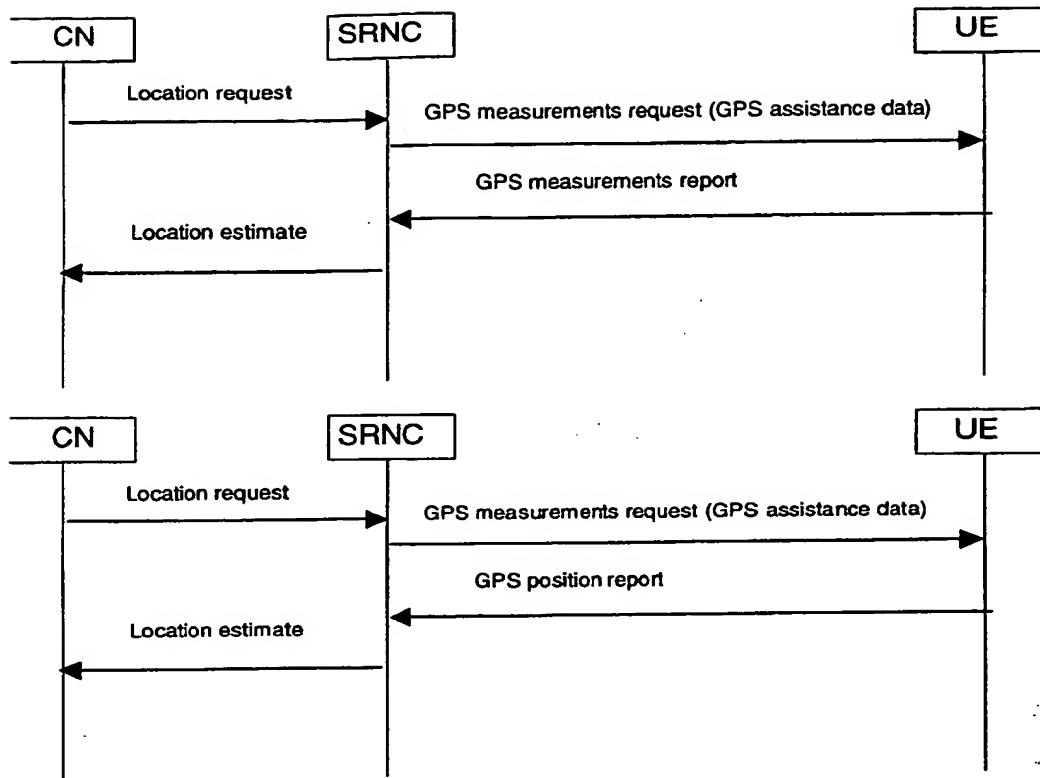 CN SRNC UE
Location request
GPS measurements request (GPS assistance data)
GPS measurements report
Location estimate
CN SRNC UE
Location request
GPS measurements request (GPS assistance data)
GPS position report
Location estimate